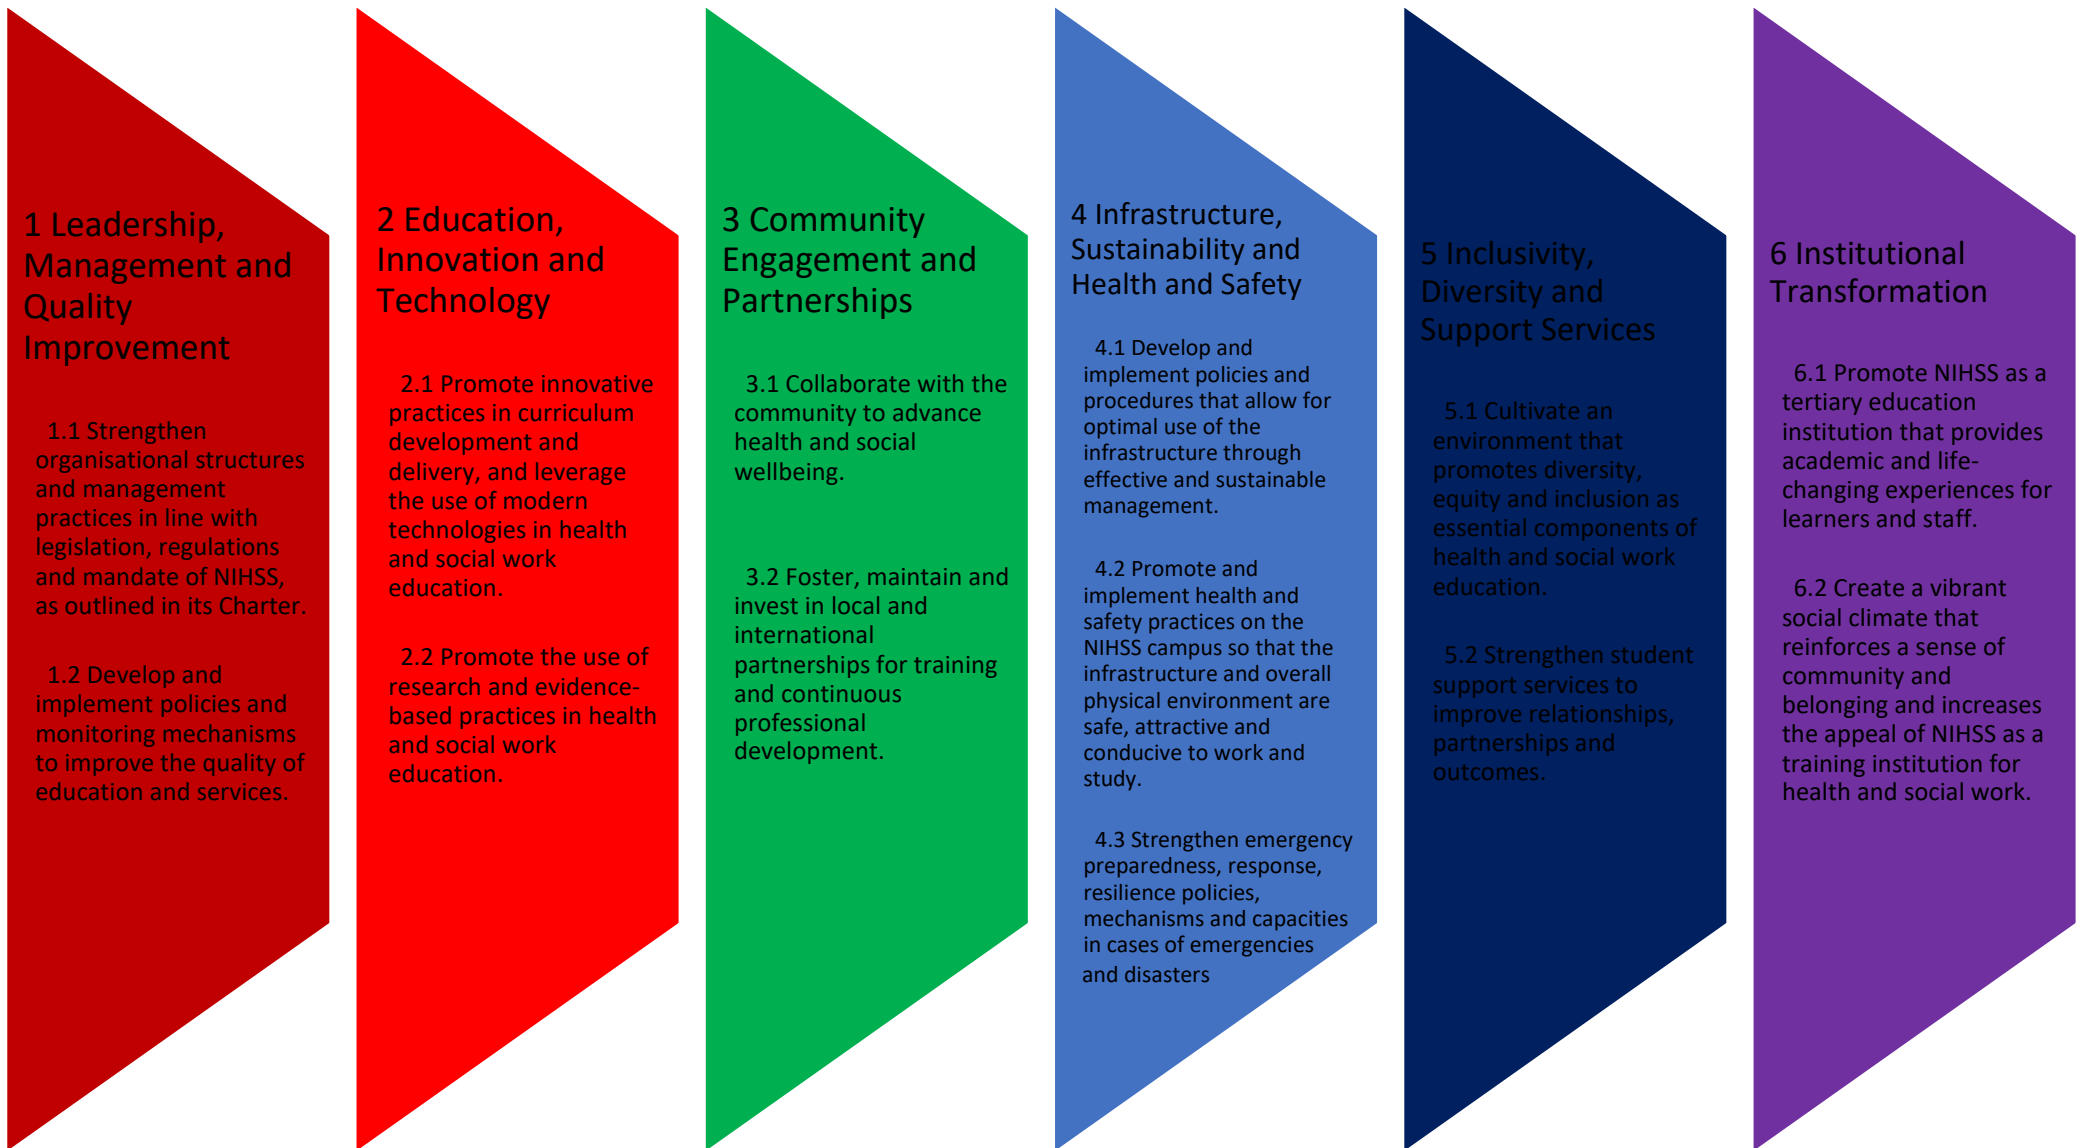 1 Leadership,
Management and
Quality
Improvement
1.1 Strengthen
organisational structures
and management
practices in line with
legislation, regulations
and mandate of NIHSS,
as outlined in its Charter.
1.2 Develop and
implement policies and
monitoring mechanisms
to improve the quality of
education and services.
2 Education,
Innovation and
Technology
2.1 Promote innovative
practices in curriculum
development and
delivery, and leverage
the use of modern
technologies in health
and social work
education.
2.2 Promote the use of
research and evidence-
based practices in health
and social work
education.
3 Community
Engagement and
Partnerships
3.1 Collaborate with the
community to advance
health and social
wellbeing.
3.2 Foster, maintain and
invest in local and
international
partnerships for training
and continuous
professional
development.
4 Infrastructure,
Sustainability and
Health and Safety
4.1 Develop and
implement policies and
procedures that allow for
optimal use of the
infrastructure through
effective and sustainable
management.
4.2 Promote and
implement health and
safety practices on the
NIHSS campus so that the
infrastructure and overall
physical environment are
safe, attractive and
conducive to work and
study.
4.3 Strengthen emergency
preparedness, response,
resilience policies,
mechanisms and capacities
in cases of emergencies
and disasters
5 Inclusivity,
Diversity and
Support Services
5.1 Cultivate an
environment that
promotes diversity,
equity and inclusion as
essential components of
health and social work
education.
5.2 Strengthen student
support services to
improve relationships,
partnerships and
outcomes.
6 Institutional
Transformation
6.1 Promote NIHSS as a
tertiary education
institution that provides
academic and life-
changing experiences for
learners and staff.
6.2 Create a vibrant
social climate that
reinforces a sense of
community and
belonging and increases
the appeal of NIHSS as a
training institution for
health and social work.